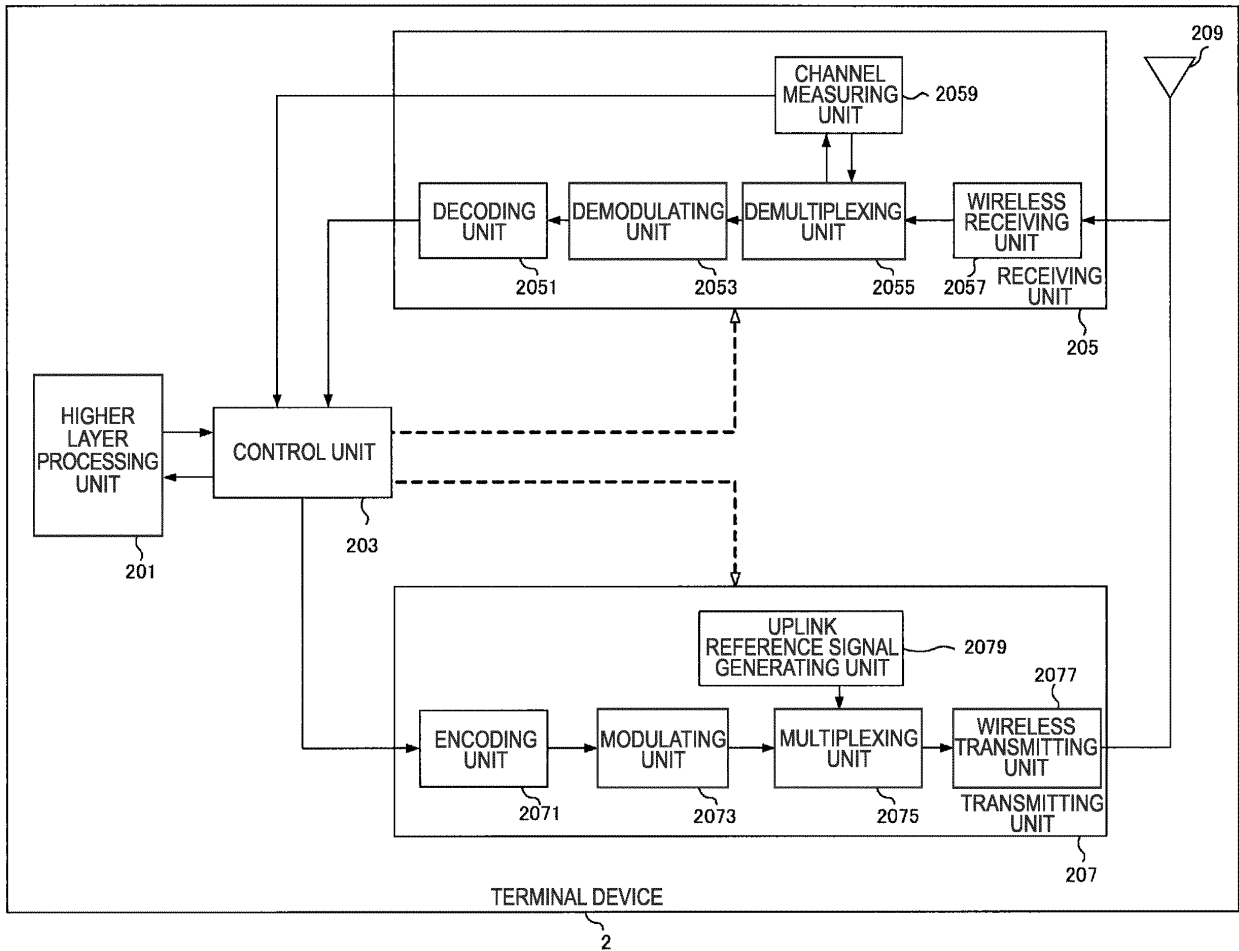 209
CHANNEL
MEASURING
UNIT
2059
DECODING
UNIT
2051
DEMODULATING
UNIT
2053
DEMULTIPLEXING
UNIT
2055
WIRELESS
RECEIVING
UNIT
2057
RECEIVING
UNIT
205
HIGHER
LAYER
PROCESSING
UNIT
201
CONTROL UNIT
203
UPLINK
REFERENCE SIGNAL
GENERATING UNIT
2079
2077
ENCODING
UNIT
2071
MODULATING
UNIT
2073
MULTIPLEXING
UNIT
2075
WIRELESS
TRANSMITTING
UNIT
TRANSMITTING
UNIT
207
TERMINAL DEVICE
2